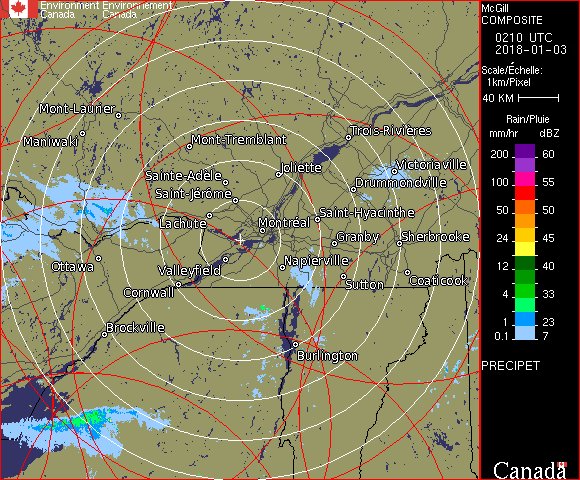 Environment Environnement
Canada Canada
McGill
COMPOSITE
0210 UTC
2018-01-03
Scale/Échelle:
1km/Pixel
40 KM
Rain/Pluie
mm/hr dBZ
200 60
150 55
100 55
50 50
24 45
12 40
4 33
1 23
0.1 7
PRECIPET
Canada
Mont-Laurier
Maniwaki
Mont-Tremblant
Trois-Rivières
Sainte-Adèle
Joliette
Victoriaville
Saint-Jérôme
Drummondville
Lachute
Montréal
Saint-Hyacinthe
Ottawa
Granby
Sherbrooke
Valleyfield
Napierville
Cornwall
Sutton
Coaticook
Brockville
Burlington